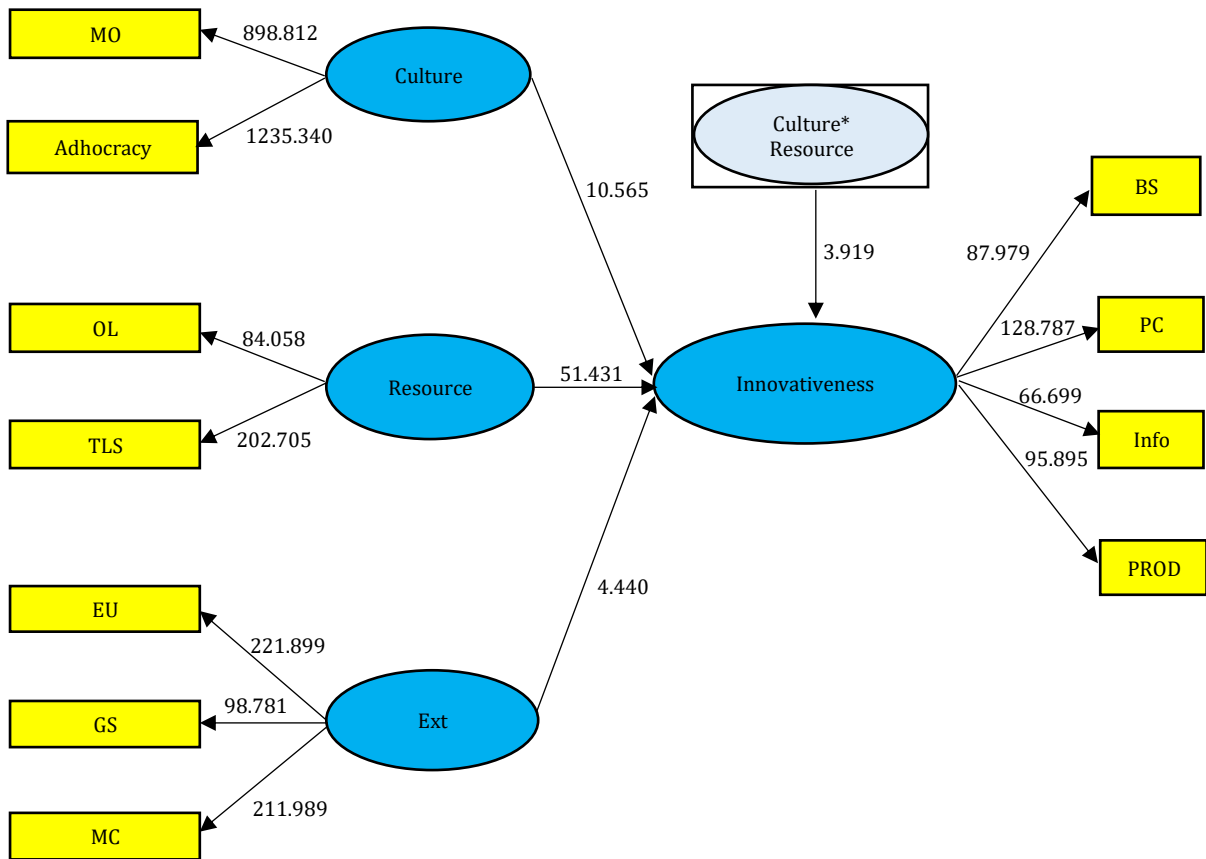 MO
898.812
Culture
Adhocracy
1235.340
Culture*
Resource
10.565
3.919
BS
87.979
OL
84.058
PC
128.787
Resource
51.431
Innovativeness
66.699
TLS
202.705
Info
95.895
PROD
EU
221.899
4.440
GS
98.781
Ext
211.989
MC